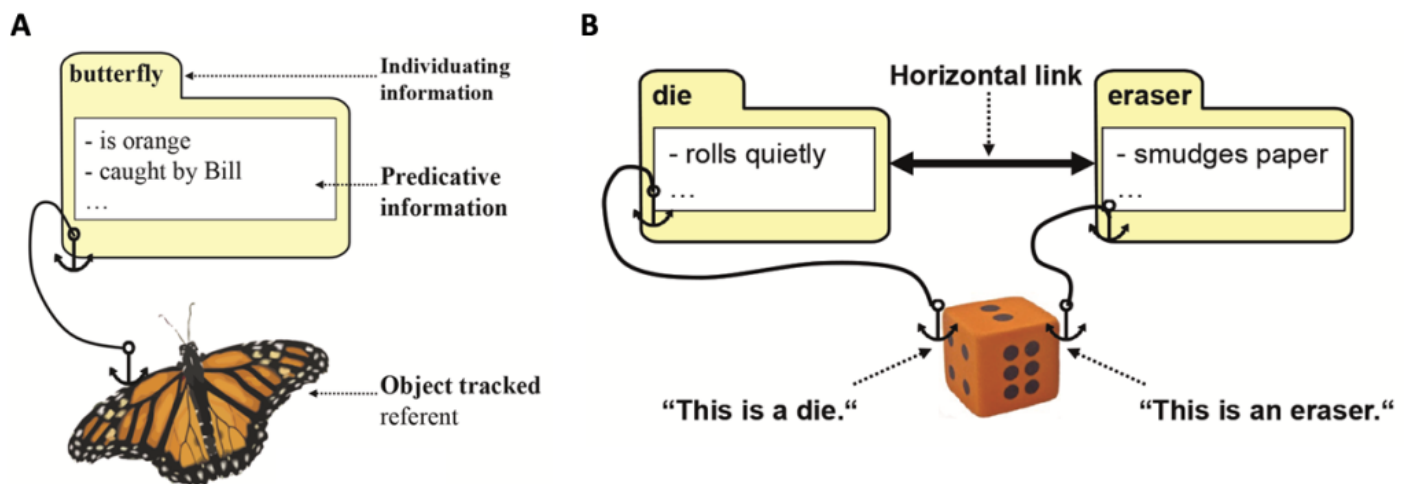 A
butterfly
Individuating
information
- is orange
- caught by Bill
...
Predicative
information
Object tracked
referent
B
Horizontal link
die
eraser
- rolls quietly
...
- smudges paper
...
“This is a die.“
“This is an eraser.“